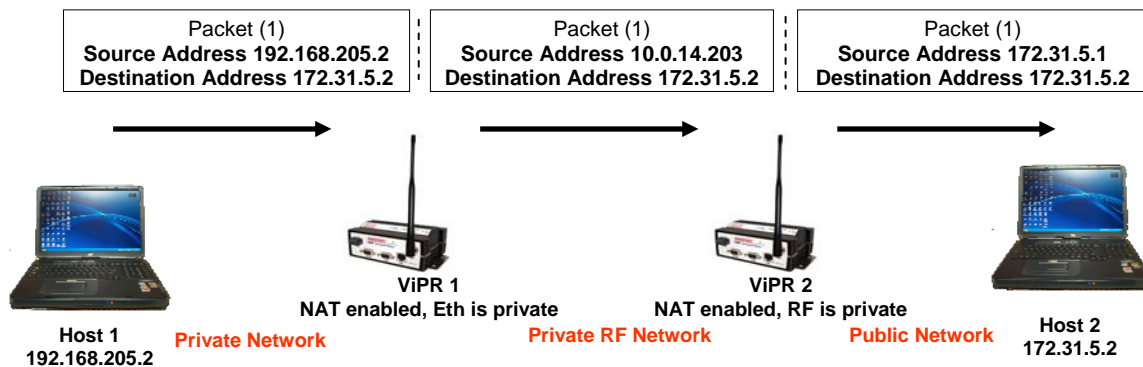 Packet (1)
Source Address 192.168.205.2
Destination Address 172.31.5.2
Packet (1)
Source Address 10.0.14.203
Destination Address 172.31.5.2
Packet (1)
Source Address 172.31.5.1
Destination Address 172.31.5.2
ViPR 1
NAT enabled, Eth is private
ViPR 2
NAT enabled, RF is private
Host 1
192.168.205.2
Private Network
Private RF Network
Public Network
Host 2
172.31.5.2